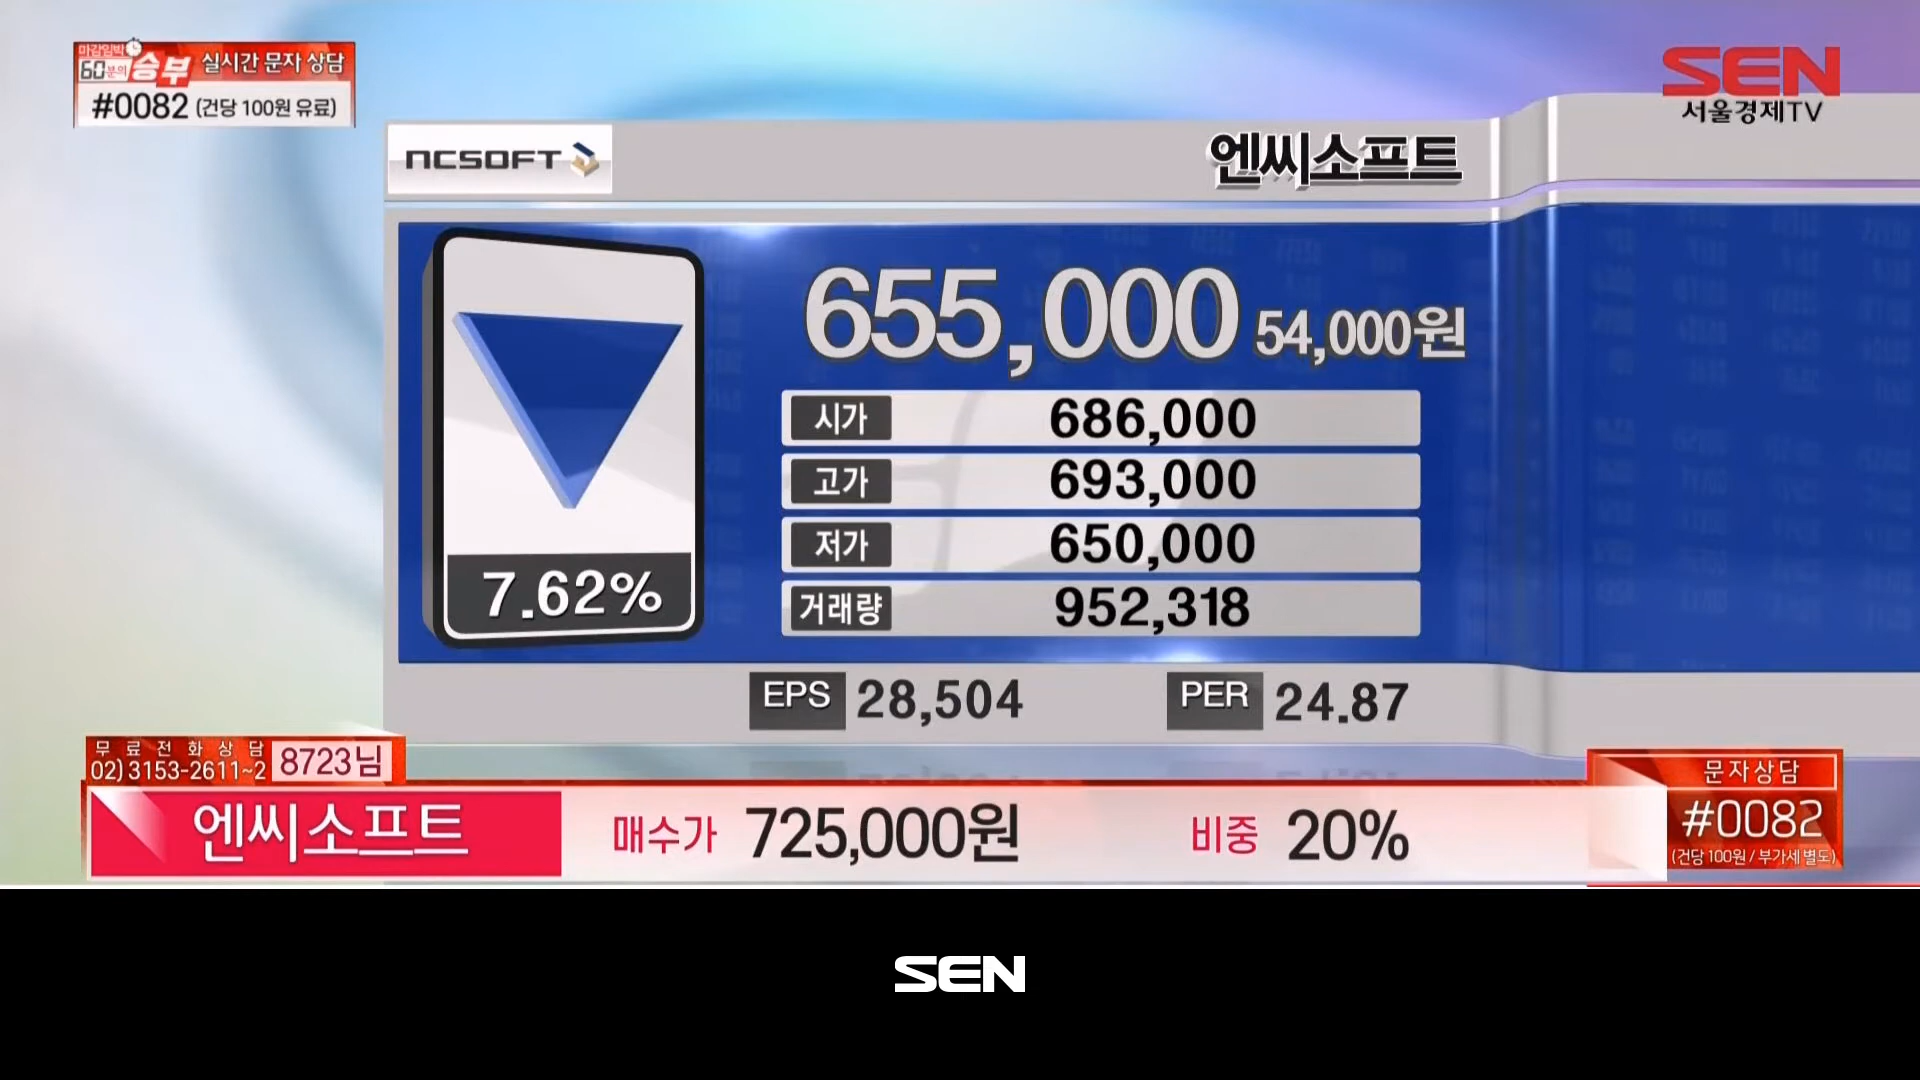 마감임박
60분의 승부 실시간 문자 상담
#0082 (건당 100원 유료)
SEN
서울경제TV
NCSOFT
엔씨소프트
655,000 54,000원
시가 686,000
고가 693,000
저가 650,000
거래량 952,318
7.62%
EPS 28,504 PER 24.87
무료전화상담
02)3153-2611~2 8723님
엔씨소프트 매수가 725,000원 비중 20%
문자상담
#0082
(건당 100원 / 부가세 별도)
SEN